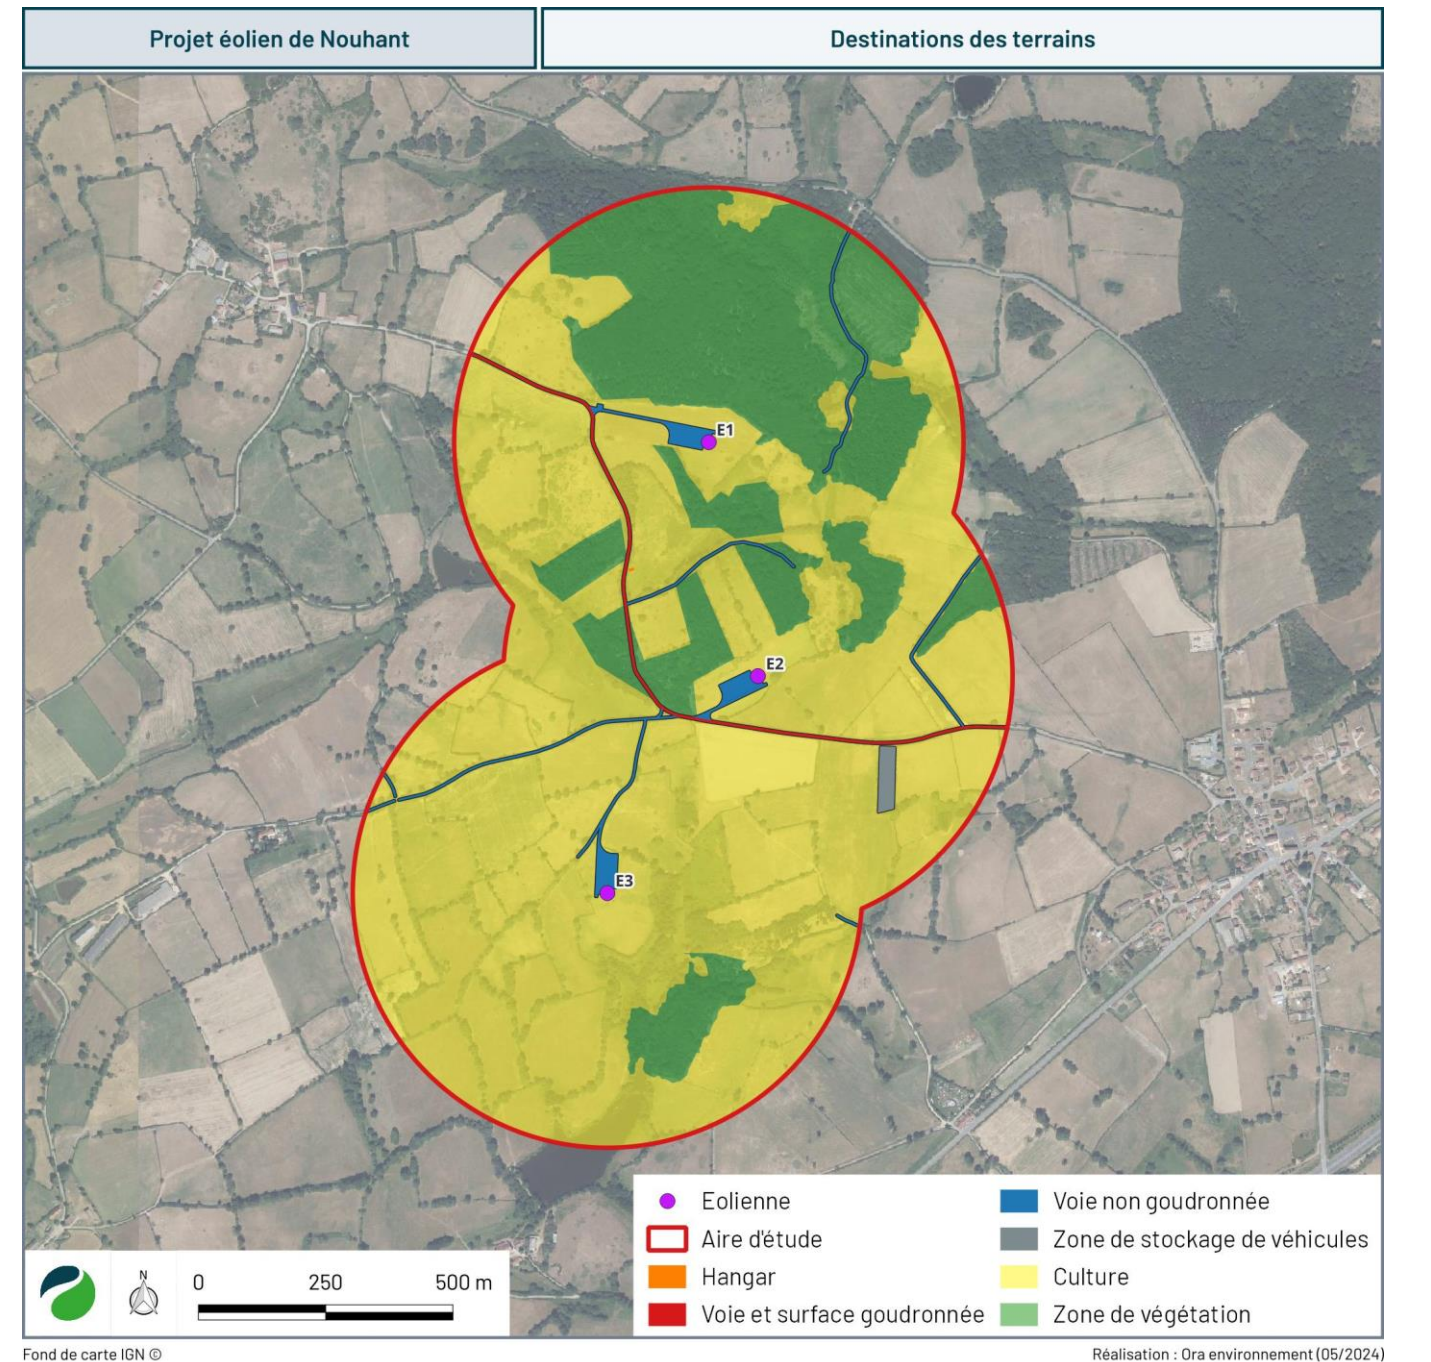 Projet éolien de Nouhant
Destinations des terrains
E1
E2
E3
Eolienne
Aire d'étude
Hangar
Voie et surface goudronnée
Voie non goudronnée
Zone de stockage de véhicules
Culture
Zone de végétation
N
0 250 500 m
Fond de carte IGN ©
Réalisation : Ora environnement (05/2024)